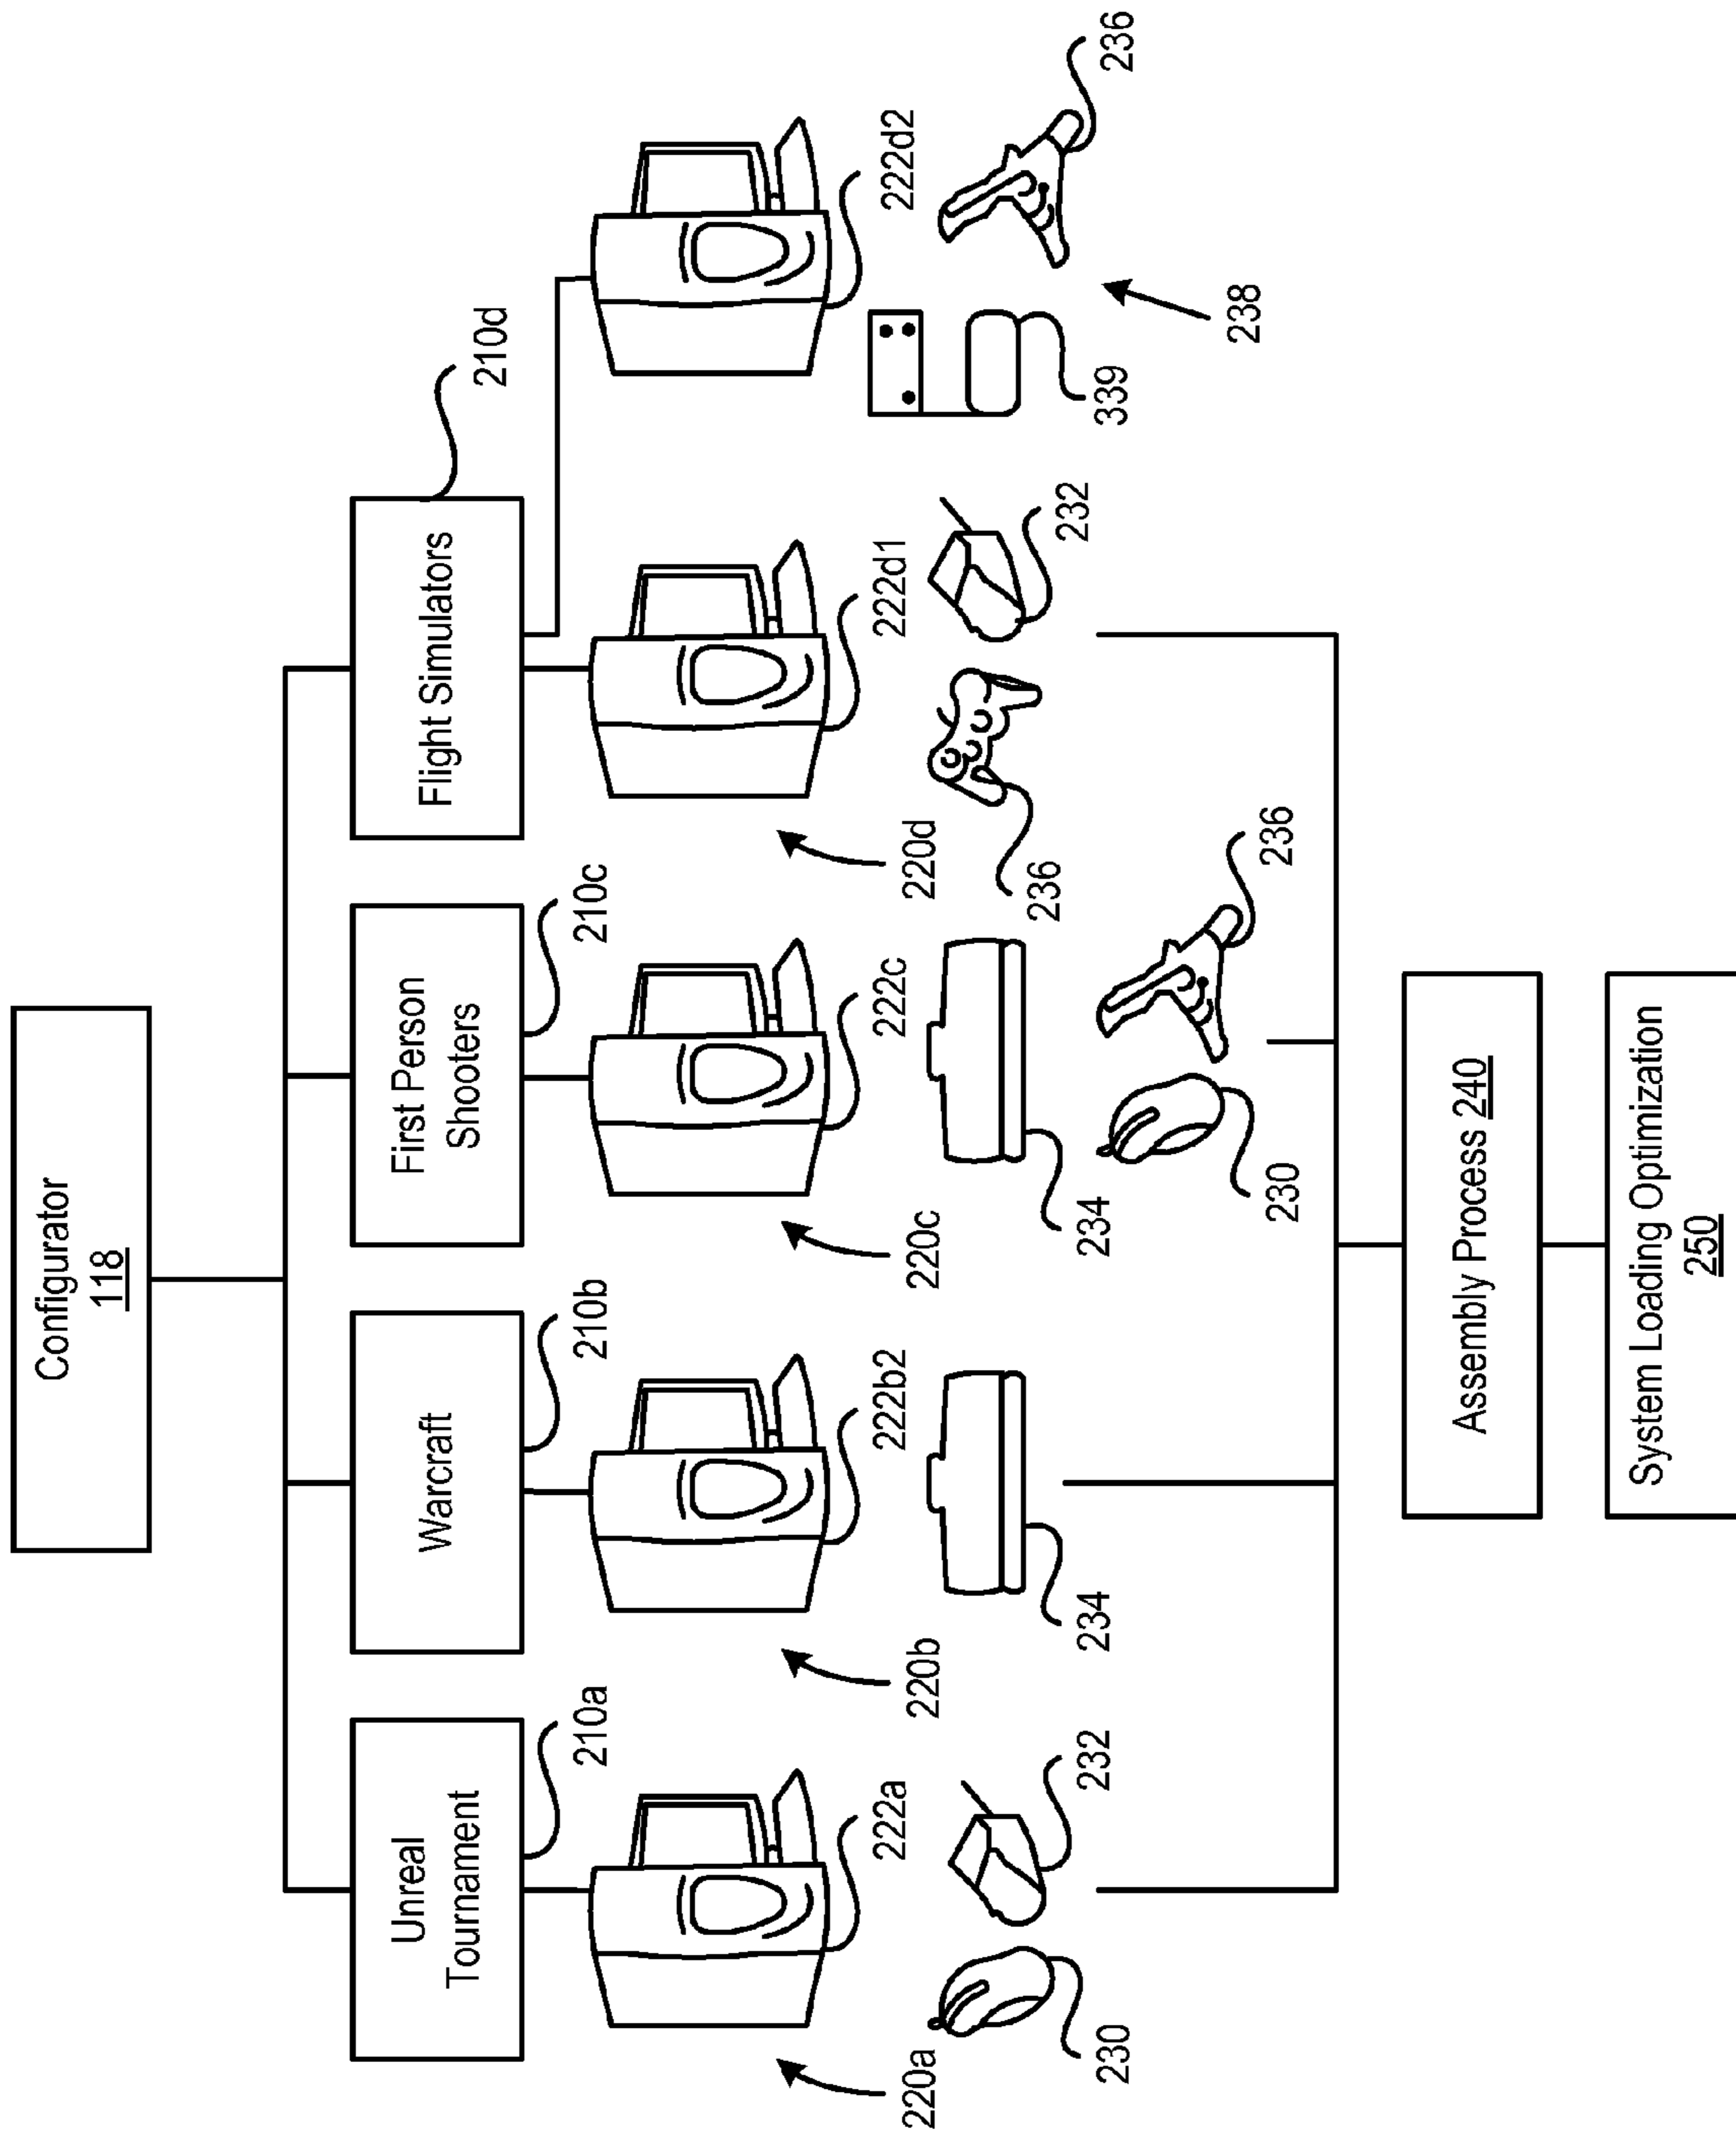 Configurator
118
Unreal
Tournament
210a
Warcraft
210b
First Person
Shooters
210c
Flight Simulators
210d
220a
222a
220b
222b2
220c
222c
220d
222d1
222d2
230
232
234
234
236
232
339
238
236
230
236
Assembly Process 240
System Loading Optimization
250